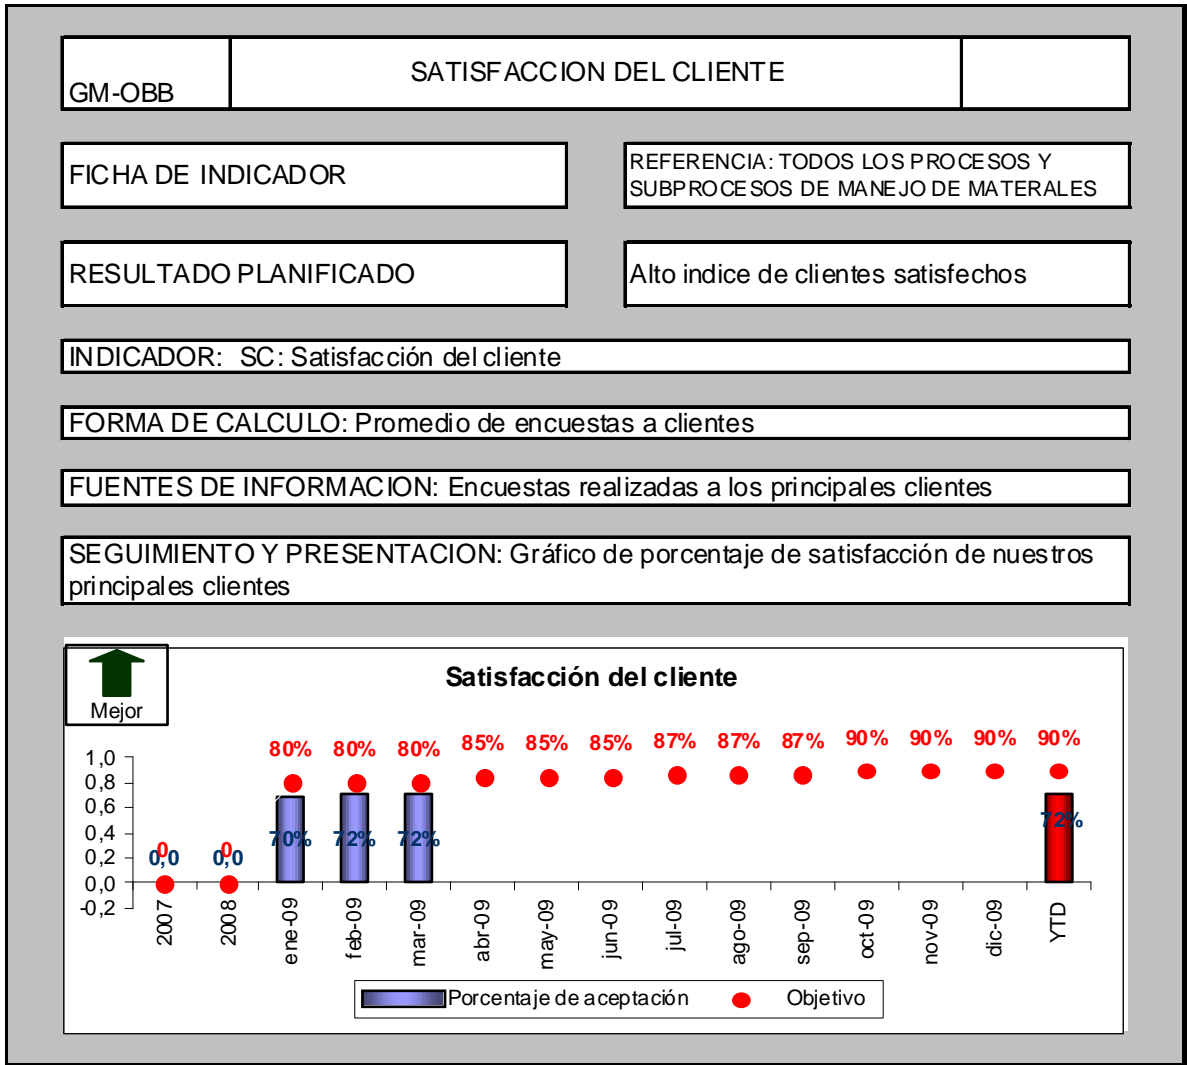 GM-OBB
SATISFACCION DEL CLIENTE
FICHA DE INDICADOR
REFERENCIA: TODOS LOS PROCESOS Y
SUBPROCESOS DE MANEJO DE MATERALES
RESULTADO PLANIFICADO
Alto indice de clientes satisfechos
INDICADOR: SC: Satisfacción del cliente
FORMA DE CALCULO: Promedio de encuestas a clientes
FUENTES DE INFORMACION: Encuestas realizadas a los principales clientes
SEGUIMIENTO Y PRESENTACION: Gráfico de porcentaje de satisfacción de nuestros
principales clientes
Mejor
Satisfacción del cliente
80% 80% 80% 85% 85% 85% 87% 87% 87% 90% 90% 90% 90%
1,0
0,8
0,6
0,4
0,2
0,0
-0,2
0 0
0,0 0,0 70% 72% 72% 72%
2007 2008 ene-09 feb-09 mar-09 abr-09 may-09 jun-09 jul-09 ago-09 sep-09 oct-09 nov-09 dic-09 YTD
Porcentaje de aceptación Objetivo